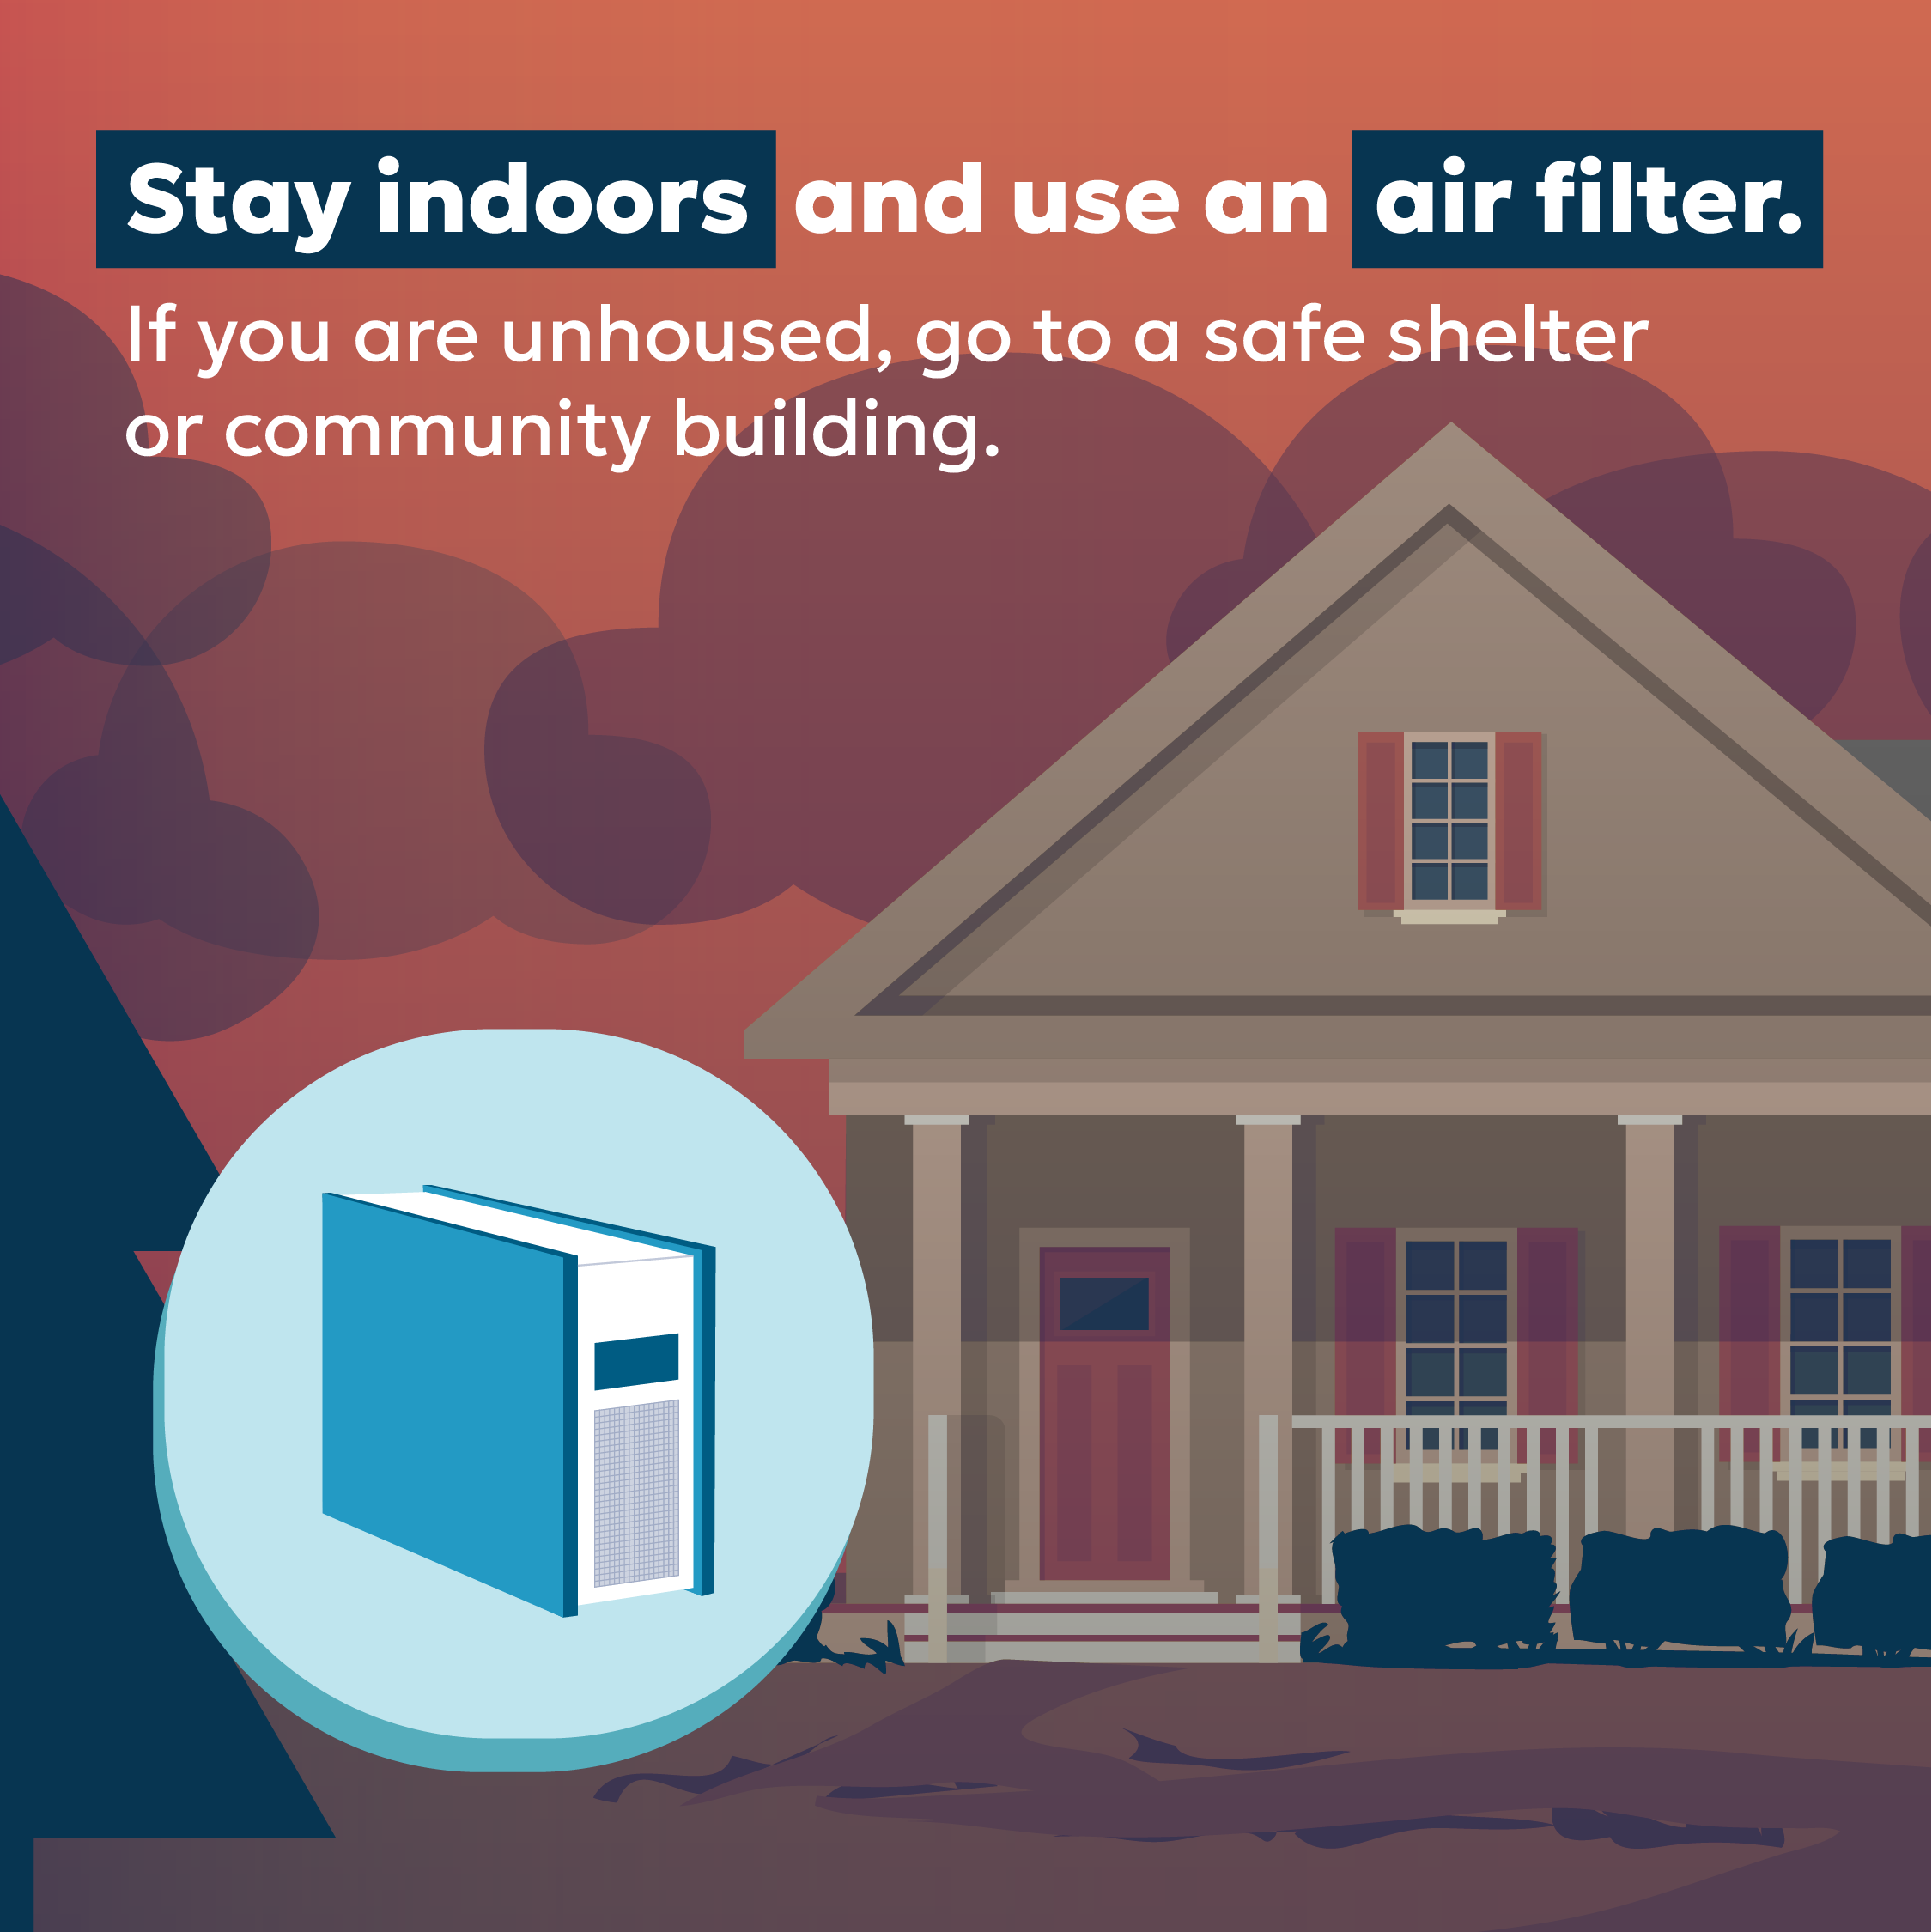 Stay indoors and use an air filter.
If you are unhoused, go to a safe shelter
or community building.